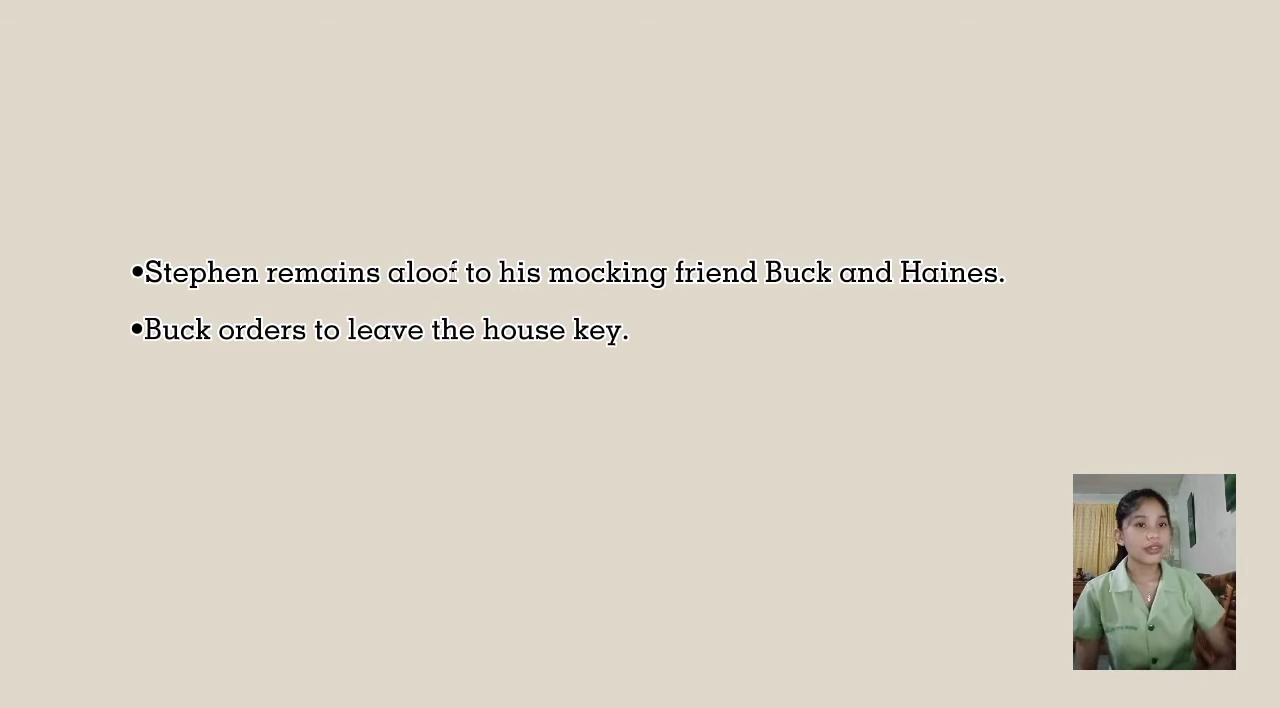 •Stephen remains aloof to his mocking friend Buck and Haines.
•Buck orders to leave the house key.